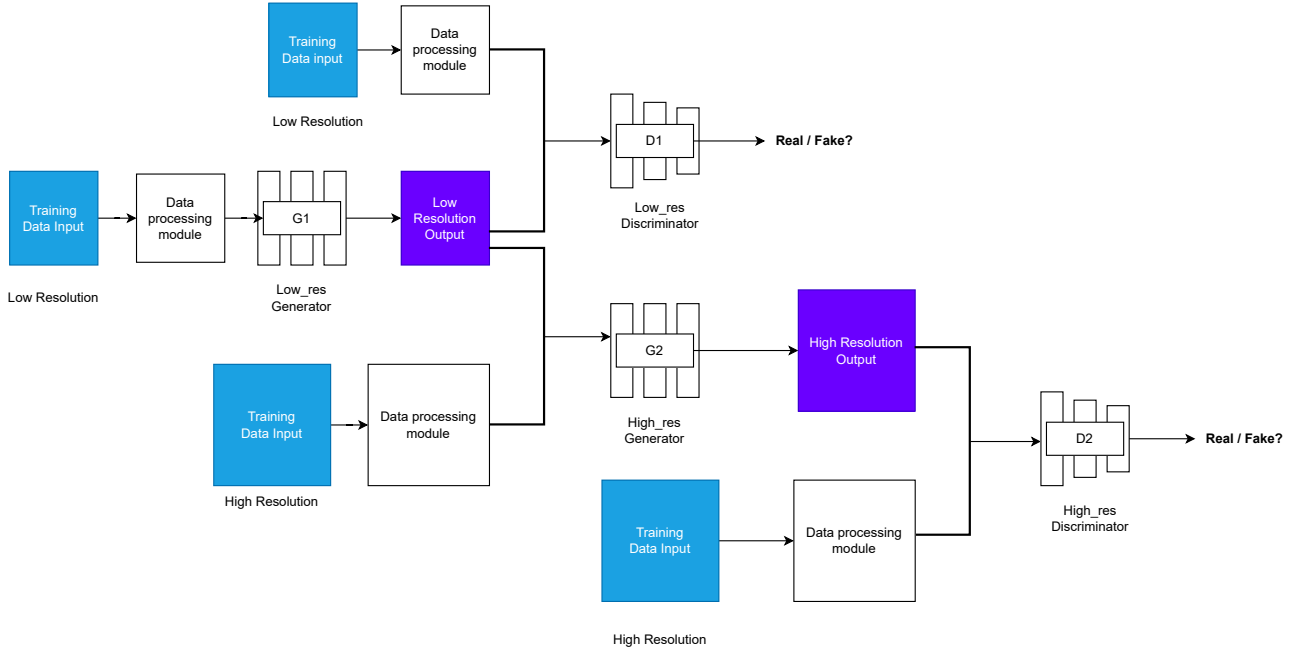 Training
Data input
Data
processing
module
Low Resolution
D1
Real / Fake?
Low_res
Discriminator
Training
Data Input
Data
processing
module
G1
Low
Resolution
Output
Low Resolution
Low_res
Generator
G2
High Resolution
Output
High_res
Generator
Training
Data Input
Data processing
module
High Resolution
D2
Real / Fake?
High_res
Discriminator
Training
Data Input
Data processing
module
High Resolution